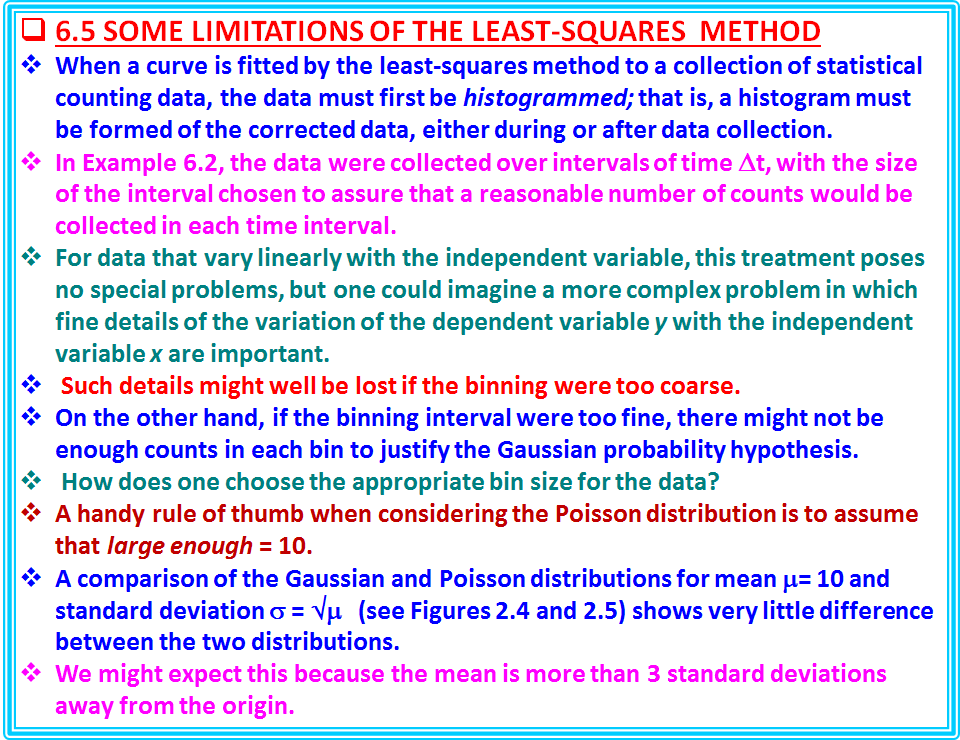 6.5 SOME LIMITATIONS OF THE LEAST-SQUARES METHOD
When a curve is fitted by the least-squares method to a collection of statistical
counting data, the data must first be histogrammed; that is, a histogram must
be formed of the corrected data, either during or after data collection.
In Example 6.2, the data were collected over intervals of time Δt, with the size
of the interval chosen to assure that a reasonable number of counts would be
collected in each time interval.
For data that vary linearly with the independent variable, this treatment poses
no special problems, but one could imagine a more complex problem in which
fine details of the variation of the dependent variable y with the independent
variable x are important.
Such details might well be lost if the binning were too coarse.
On the other hand, if the binning interval were too fine, there might not be
enough counts in each bin to justify the Gaussian probability hypothesis.
How does one choose the appropriate bin size for the data?
A handy rule of thumb when considering the Poisson distribution is to assume
that large enough = 10.
A comparison of the Gaussian and Poisson distributions for mean μ= 10 and
standard deviation σ = √μ (see Figures 2.4 and 2.5) shows very little difference
between the two distributions.
We might expect this because the mean is more than 3 standard deviations
away from the origin.